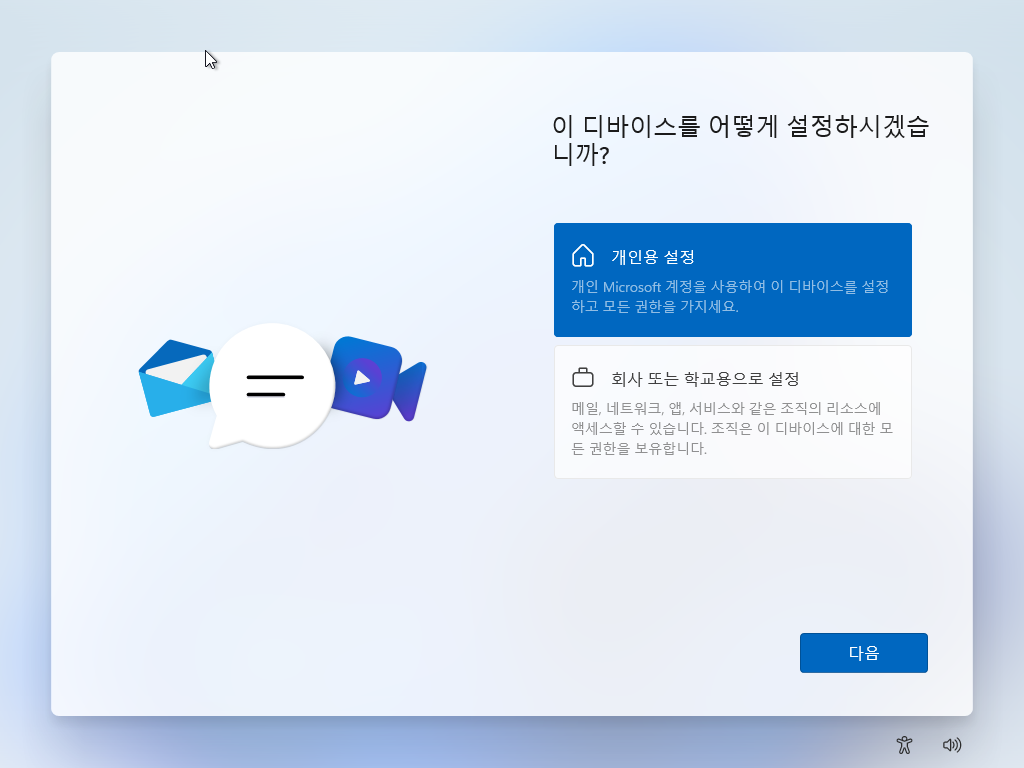 이 디바이스를 어떻게 설정하시겠습
니까?
개인용 설정
개인 Microsoft 계정을 사용하여 이 디바이스를 설정
하고 모든 권한을 가지세요.
회사 또는 학교용으로 설정
메일, 네트워크, 앱, 서비스와 같은 조직의 리소스에
액세스할 수 있습니다. 조직은 이 디바이스에 대한 모
든 권한을 보유합니다.
다음